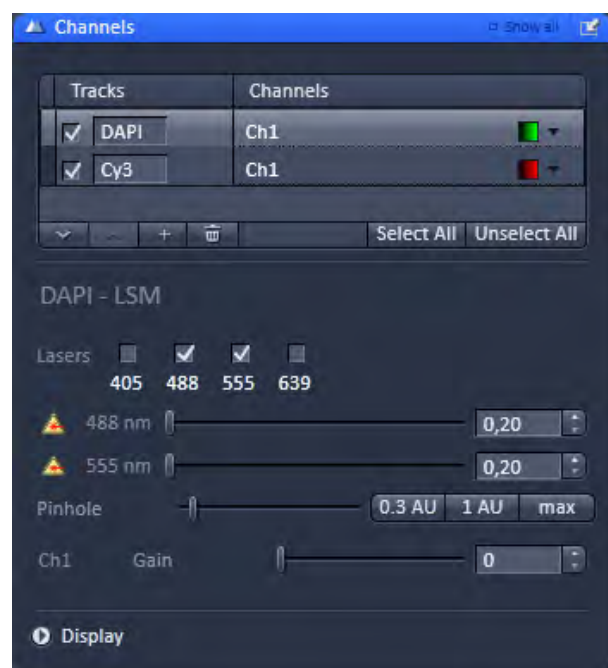 Channels Show all
Tracks Channels
DAPI Ch1
Cy3 Ch1
Select All Unselect All
DAPI - LSM
Lasers
405 488 555 639
488 nm 0,20
555 nm 0,20
Pinhole 0.3 AU 1 AU max
Ch1 Gain 0
Display